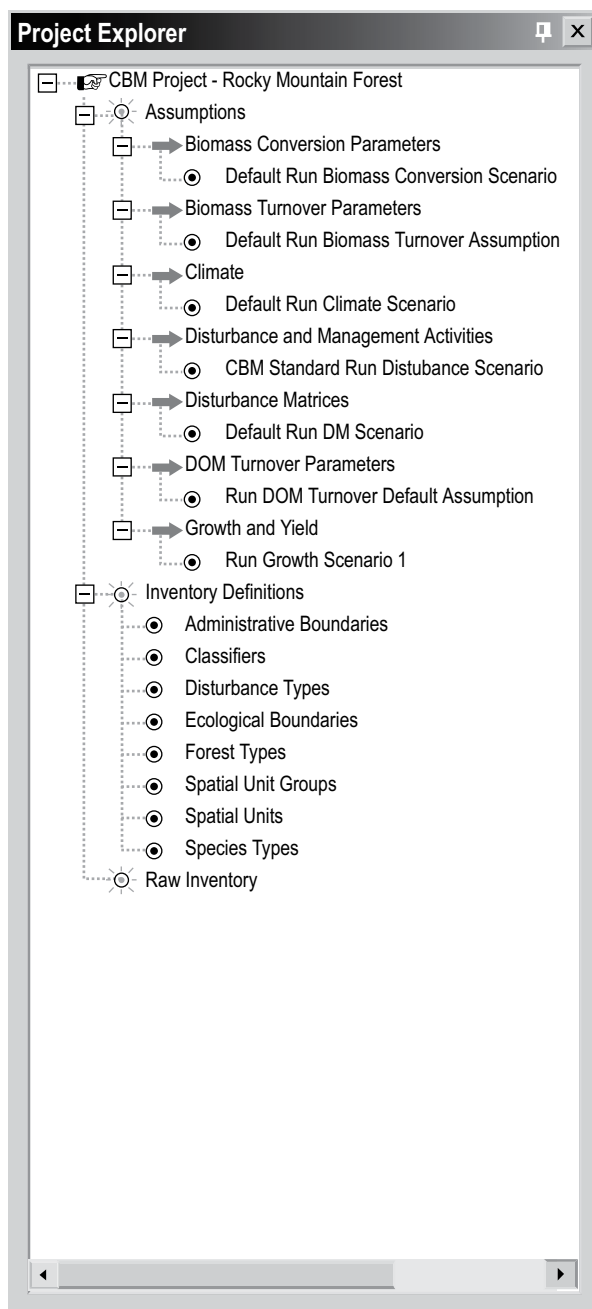 Project Explorer
CBM Project - Rocky Mountain Forest
Assumptions
Biomass Conversion Parameters
Default Run Biomass Conversion Scenario
Biomass Turnover Parameters
Default Run Biomass Turnover Assumption
Climate
Default Run Climate Scenario
Disturbance and Management Activities
CBM Standard Run Distubance Scenario
Disturbance Matrices
Default Run DM Scenario
DOM Turnover Parameters
Run DOM Turnover Default Assumption
Growth and Yield
Run Growth Scenario 1
Inventory Definitions
Administrative Boundaries
Classifiers
Disturbance Types
Ecological Boundaries
Forest Types
Spatial Unit Groups
Spatial Units
Species Types
Raw Inventory